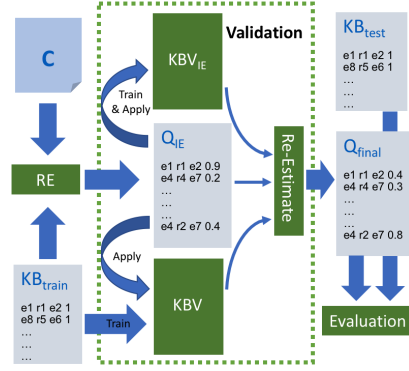 C
RE
KB_train
e1 r1 e2 1
e8 r5 e6 1
...
...
...
Validation
KBV_IE
Train
& Apply
Q_IE
e1 r1 e2 0.9
e4 r4 e7 0.2
...
...
e4 r2 e7 0.4
Apply
KBV
Train
Re-Estimate
KB_test
e1 r1 e2 1
e8 r5 e6 1
...
...
Q_final
e1 r1 e2 0.4
e4 r4 e7 0.3
...
...
e4 r2 e7 0.8
Evaluation